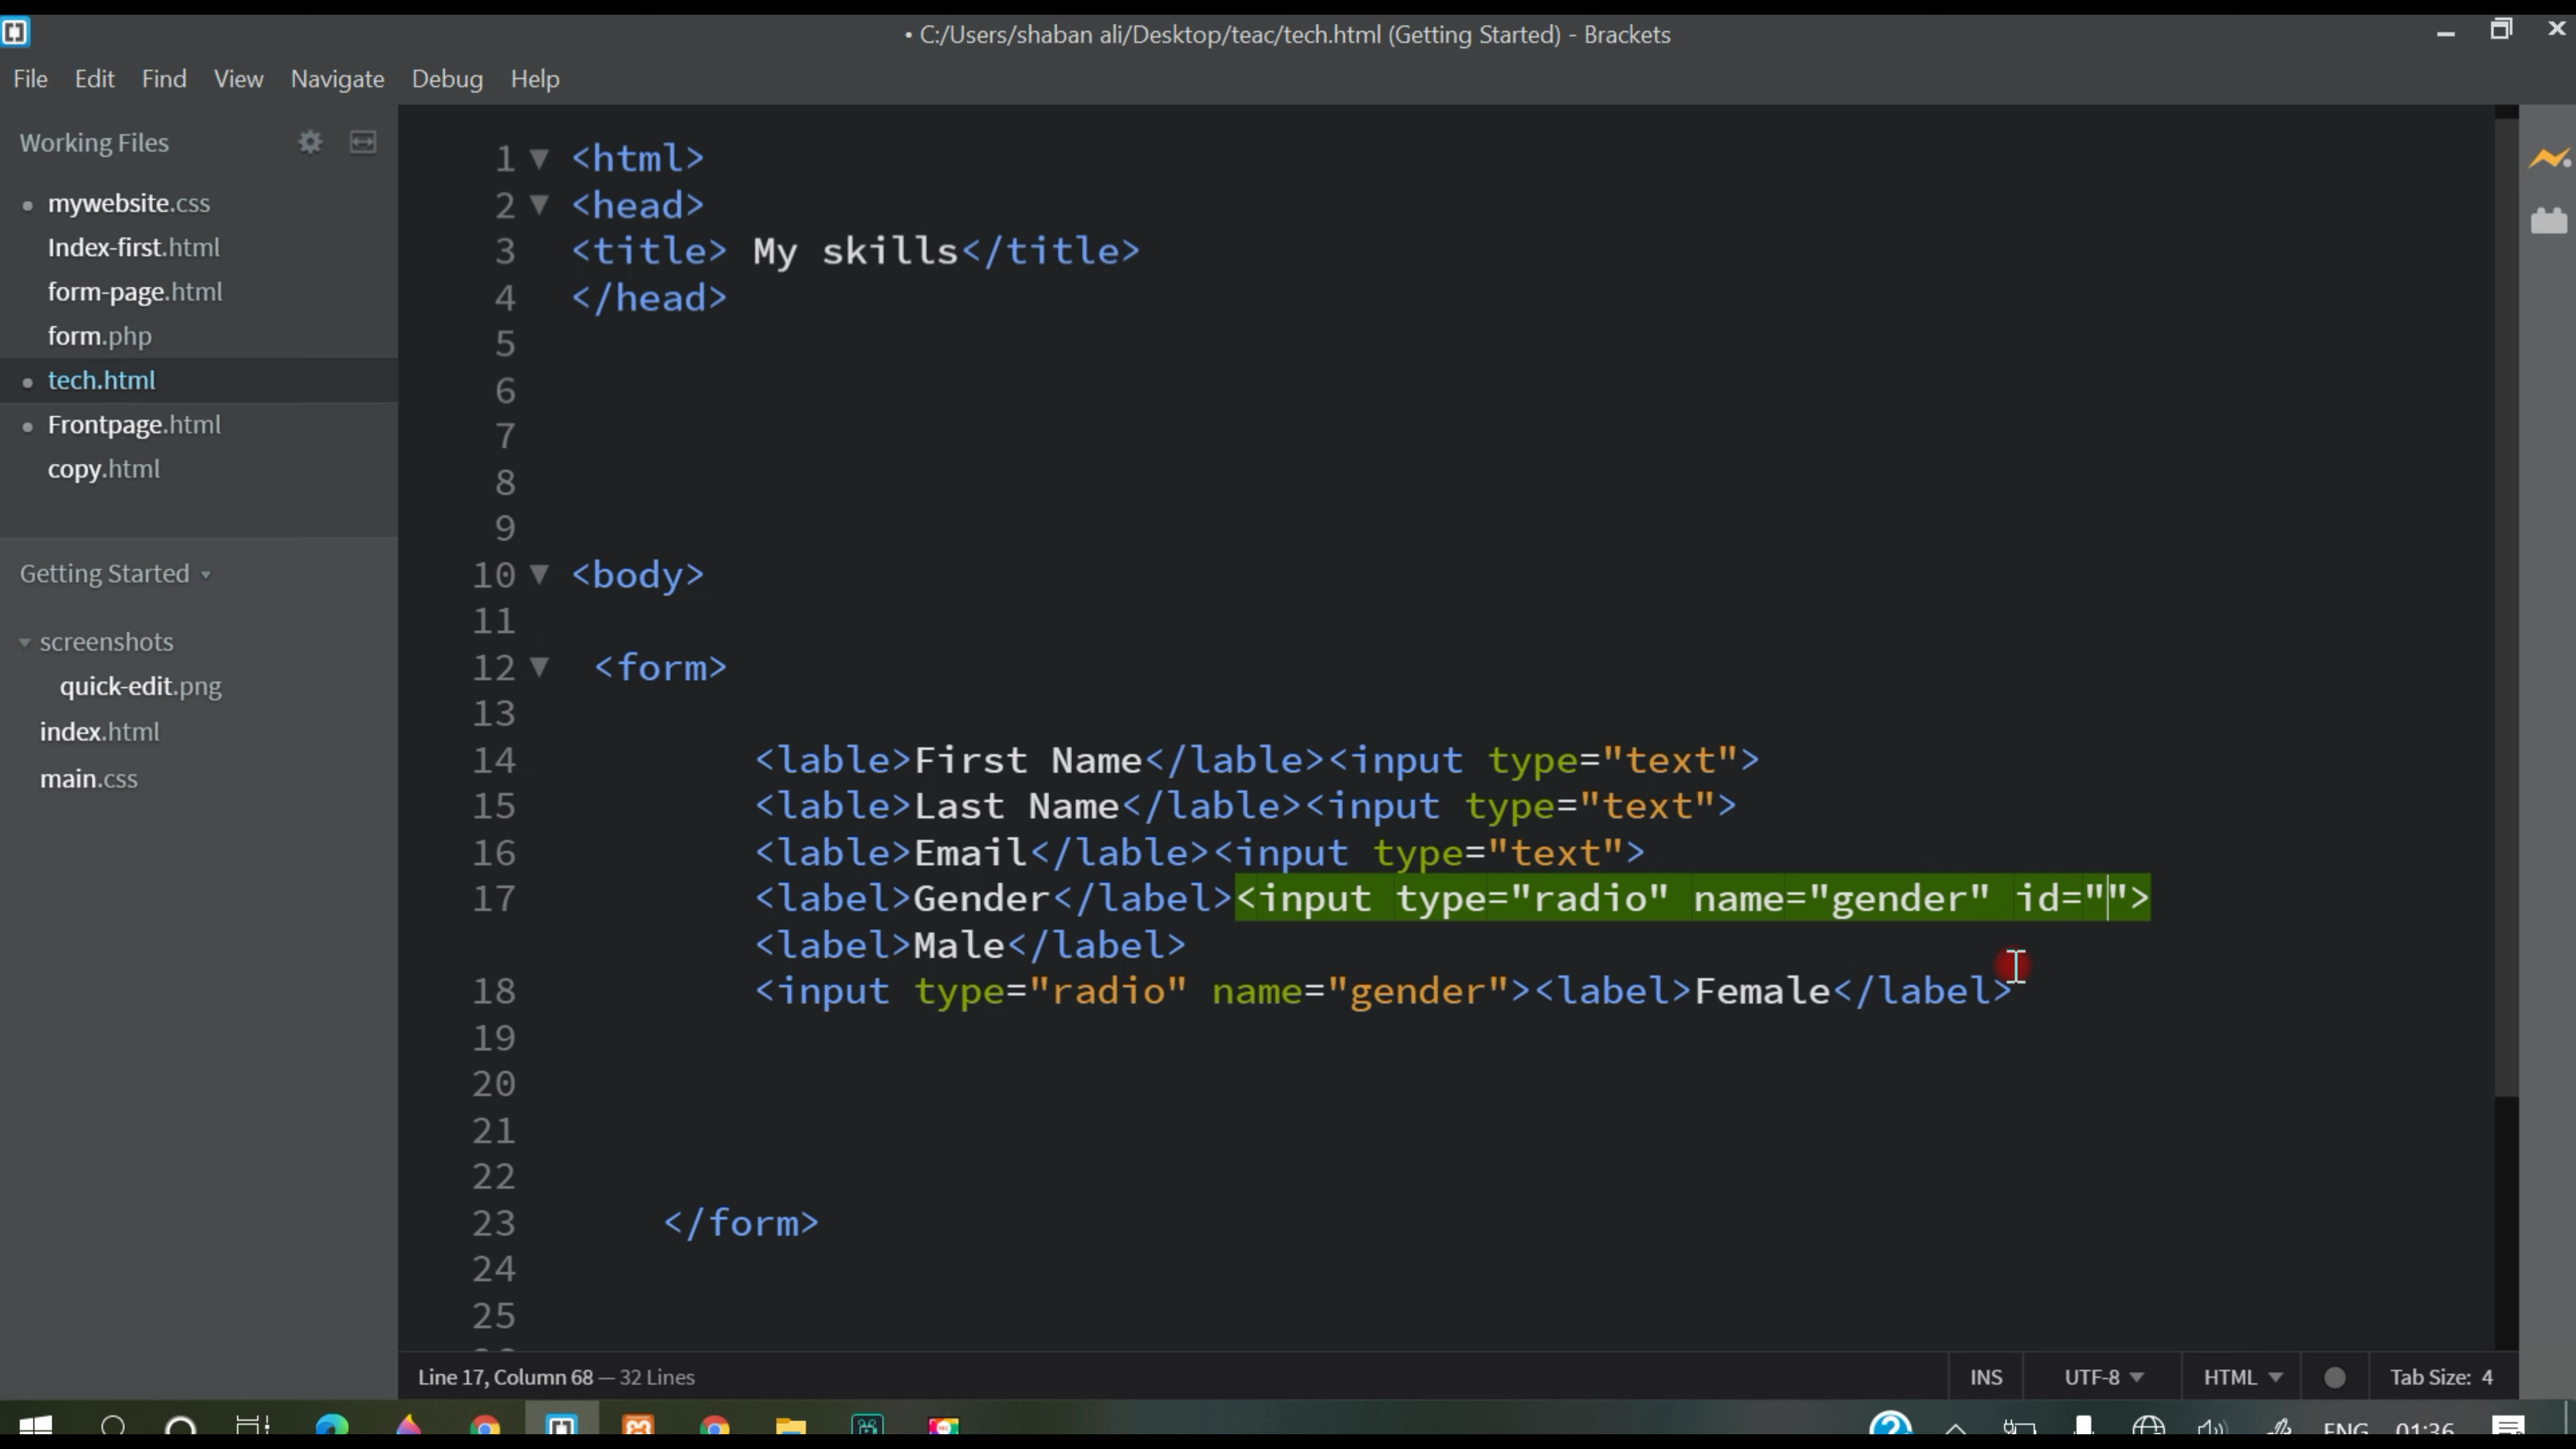 • C:/Users/shaban ali/Desktop/teac/tech.html (Getting Started) - Brackets
File Edit Find View Navigate Debug Help
Working Files
mywebsite.css
Index-first.html
form-page.html
form.php
tech.html
Frontpage.html
copy.html
Getting Started
screenshots
quick-edit.png
index.html
main.css
1 <html>
2 <head>
3 <title> My skills</title>
4 </head>
5
6
7
8
9
10 <body>
11
12 <form>
13
14 <lable>First Name</lable><input type="text">
15 <lable>Last Name</lable><input type="text">
16 <lable>Email</lable><input type="text">
17 <label>Gender</label><input type="radio" name="gender" id="">
<label>Male</label>
18 <input type="radio" name="gender"><label>Female</label>
19
20
21
22
23 </form>
24
25
Line 17, Column 68 — 32 Lines
INS UTF-8 HTML Tab Size: 4
ENG 01:36